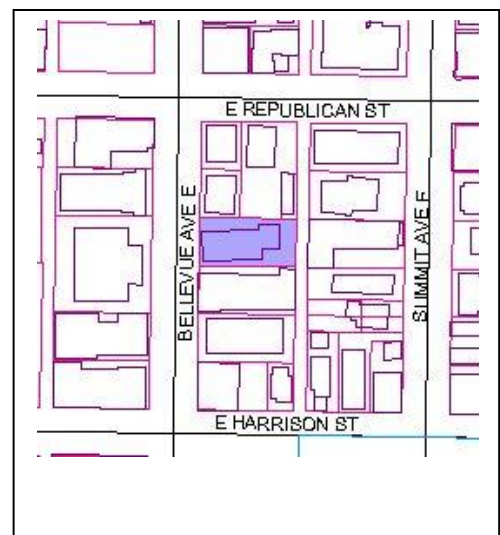 E REPUBLICAN ST
BELLEVUE AVE E
SUMMIT AVE E
E HARRISON ST